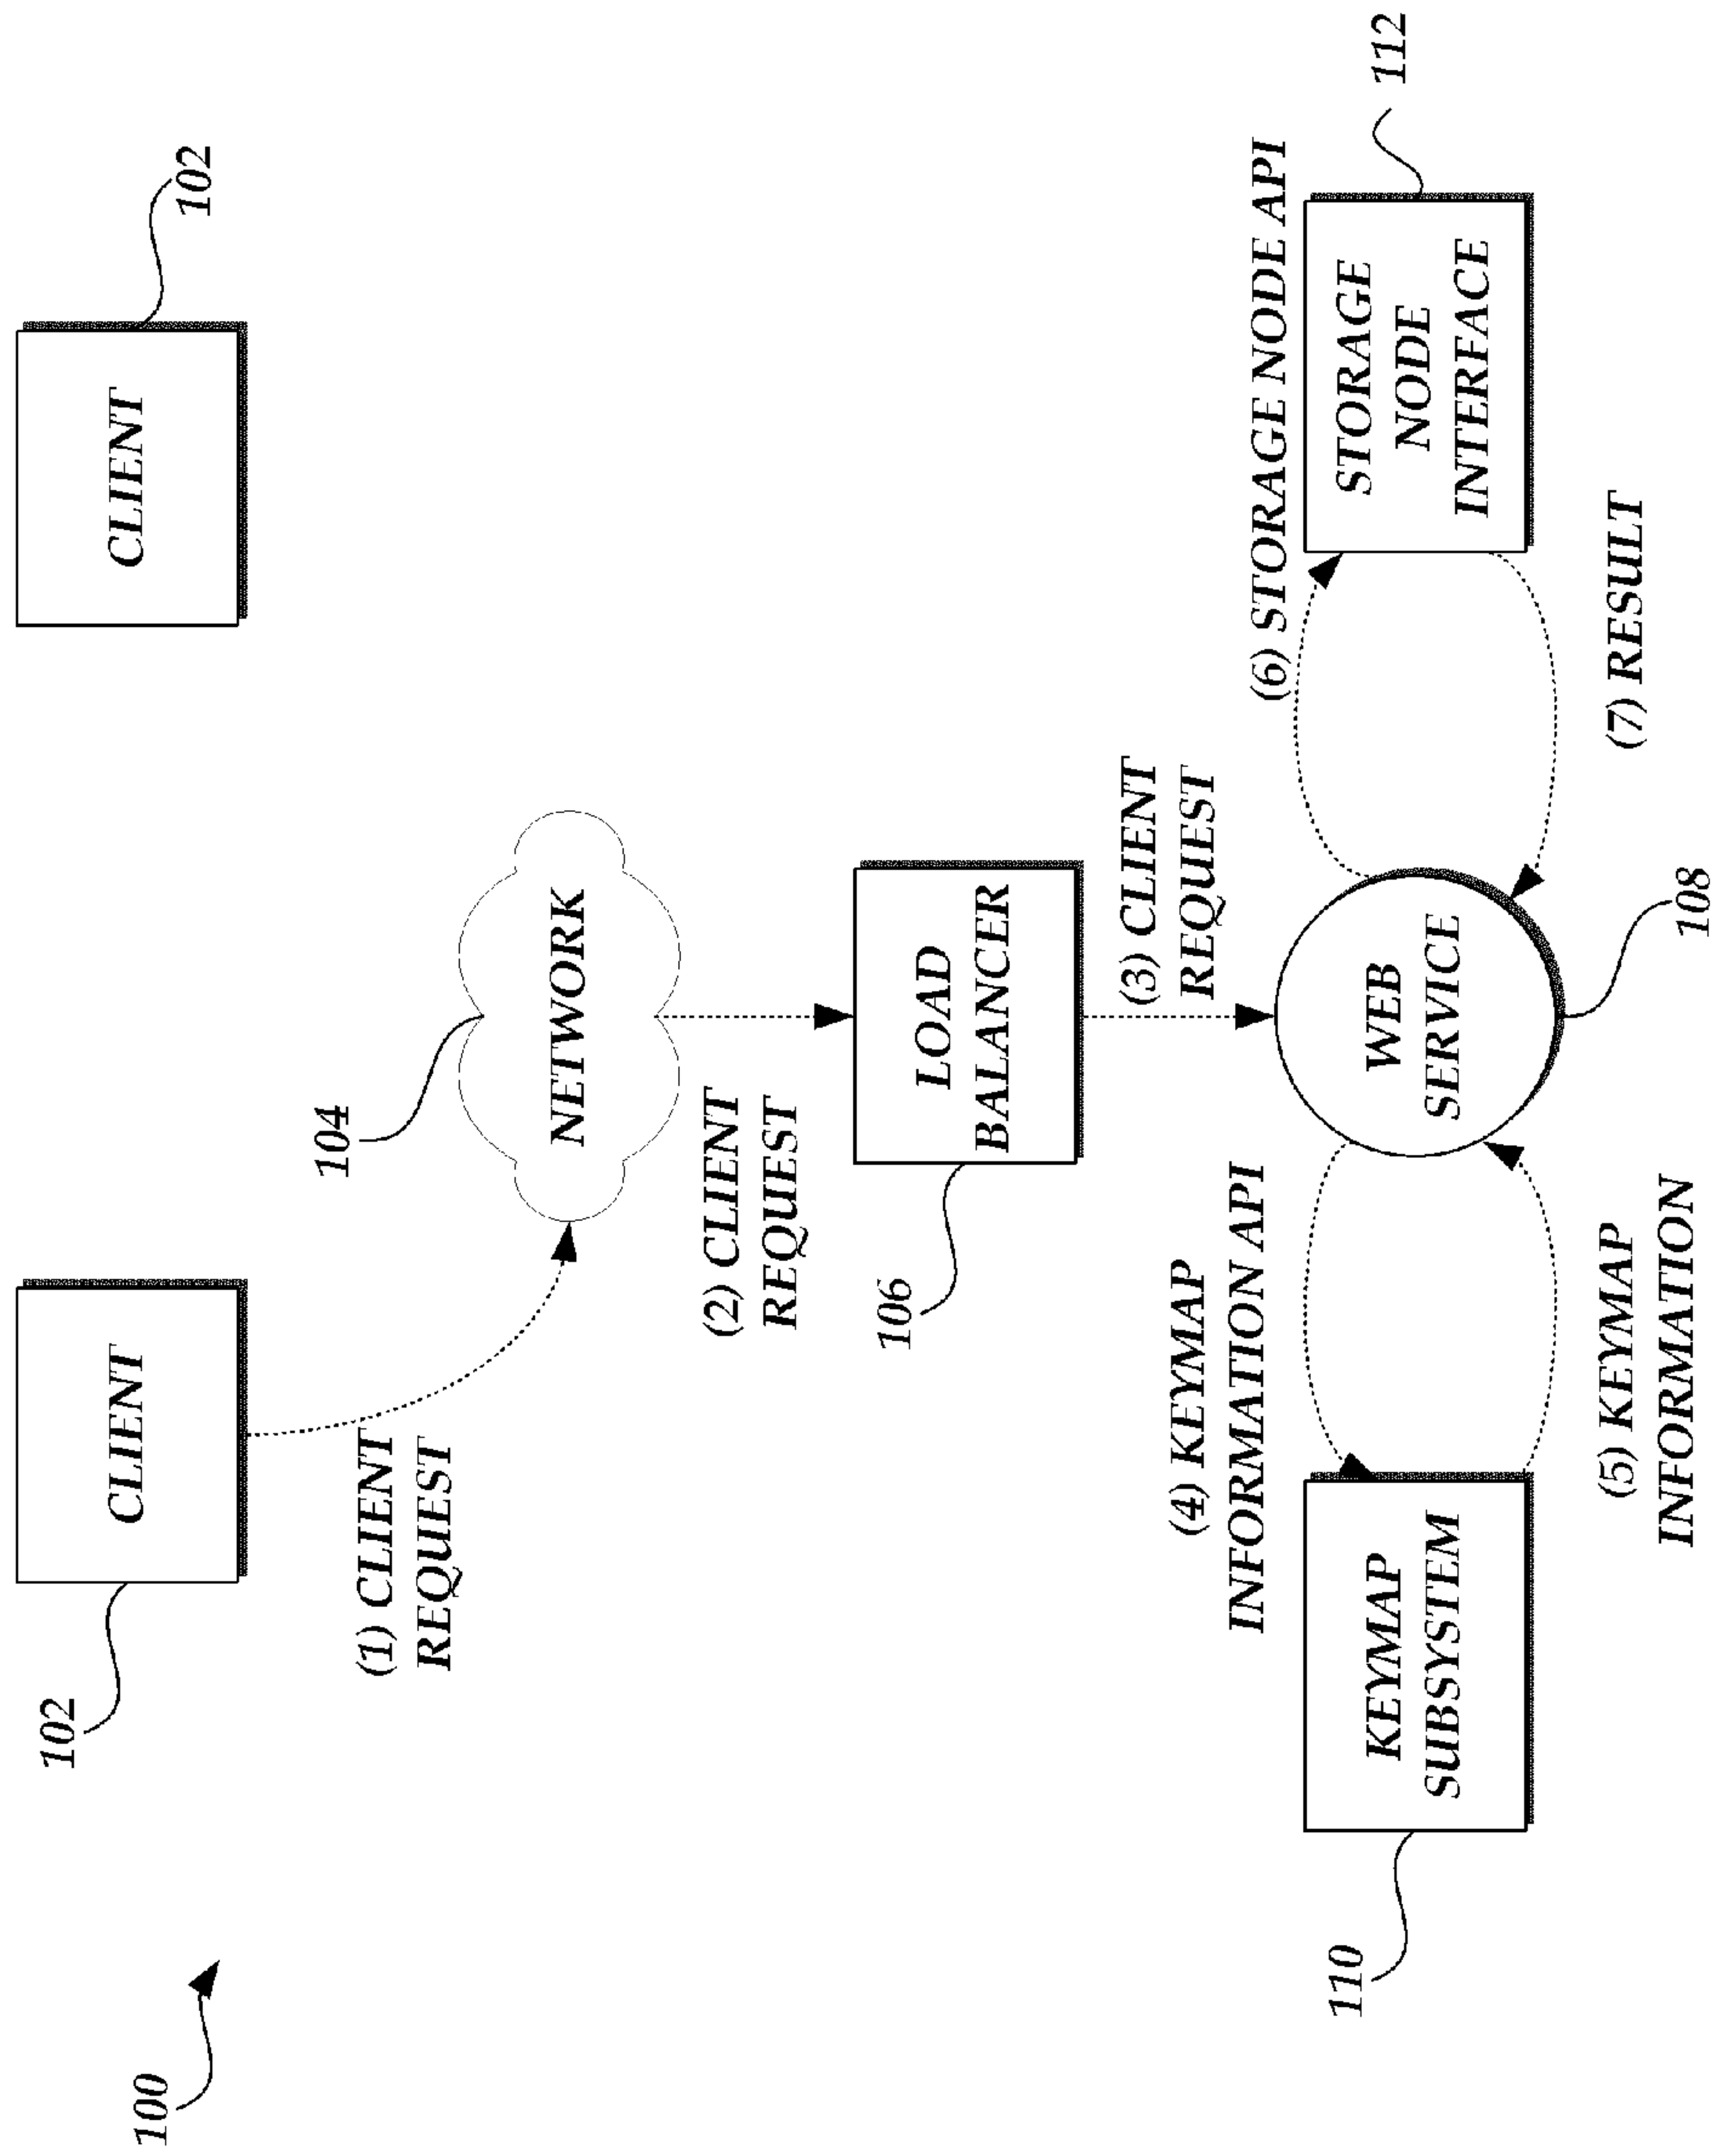 100
102
CLIENT
CLIENT
102
(1) CLIENT
REQUEST
104
NETWORK
(2) CLIENT
REQUEST
106
LOAD
BALANCER
(3) CLIENT
REQUEST
(4) KEYMAP
INFORMATION API
(6) STORAGE NODE API
110
KEYMAP
SUBSYSTEM
WEB
SERVICE
STORAGE
NODE
INTERFACE
112
(5) KEYMAP
INFORMATION
108
(7) RESULT